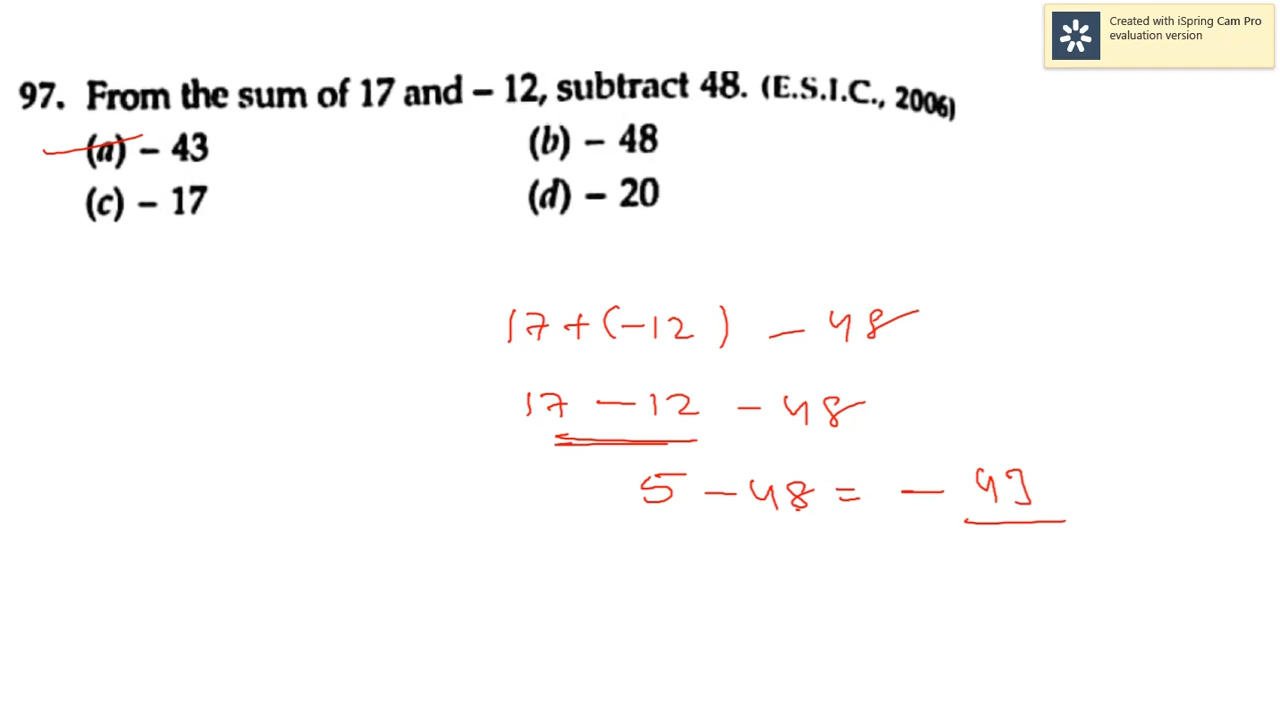 Created with iSpring Cam Pro
evaluation version
97. From the sum of 17 and – 12, subtract 48. (E.S.I.C., 2006)
(a) – 43 (b) – 48
(c) – 17 (d) – 20
17 + (-12) - 48
17 - 12 - 48
5 - 48 = - 43